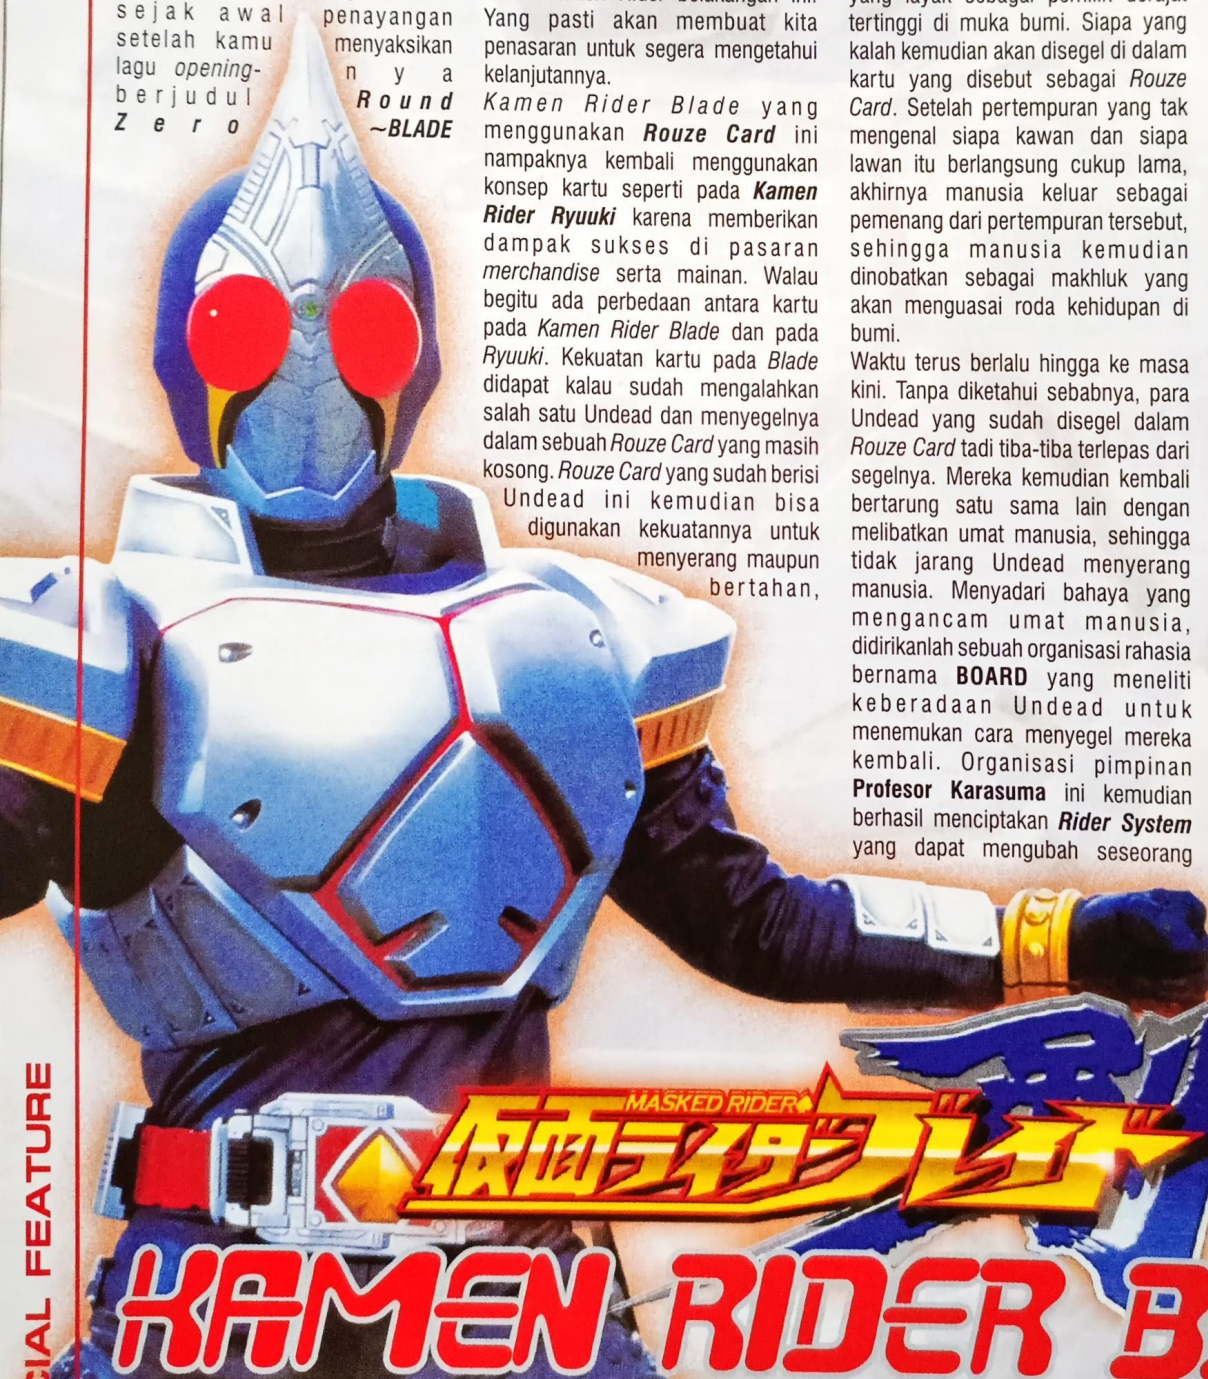 sejak awal penayangan
setelah kamu menyaksikan
lagu opening- n y a
berjudul Round
Zero ~BLADE
Yang pasti akan membuat kita
penasaran untuk segera mengetahui
kelanjutannya.
Kamen Rider Blade yang
menggunakan Rouze Card ini
nampaknya kembali menggunakan
konsep kartu seperti pada Kamen
Rider Ryuuki karena memberikan
dampak sukses di pasaran
merchandise serta mainan. Walau
begitu ada perbedaan antara kartu
pada Kamen Rider Blade dan pada
Ryuuki. Kekuatan kartu pada Blade
didapat kalau sudah mengalahkan
salah satu Undead dan menyegelnya
dalam sebuah Rouze Card yang masih
kosong. Rouze Card yang sudah berisi
Undead ini kemudian bisa
digunakan kekuatannya untuk
menyerang maupun
bertahan,
tertinggi di muka bumi. Siapa yang
kalah kemudian akan disegel di dalam
kartu yang disebut sebagai Rouze
Card. Setelah pertempuran yang tak
mengenal siapa kawan dan siapa
lawan itu berlangsung cukup lama,
akhirnya manusia keluar sebagai
pemenang dari pertempuran tersebut,
sehingga manusia kemudian
dinobatkan sebagai makhluk yang
akan menguasai roda kehidupan di
bumi.
Waktu terus berlalu hingga ke masa
kini. Tanpa diketahui sebabnya, para
Undead yang sudah disegel dalam
Rouze Card tadi tiba-tiba terlepas dari
segelnya. Mereka kemudian kembali
bertarung satu sama lain dengan
melibatkan umat manusia, sehingga
tidak jarang Undead menyerang
manusia. Menyadari bahaya yang
mengancam umat manusia,
didirikanlah sebuah organisasi rahasia
bernama BOARD yang meneliti
keberadaan Undead untuk
menemukan cara menyegel mereka
kembali. Organisasi pimpinan
Profesor Karasuma ini kemudian
berhasil menciptakan Rider System
yang dapat mengubah seseorang
MASKED RIDER
仮面ライダーブレイド
KAMEN RIDER B
CIAL FEATURE